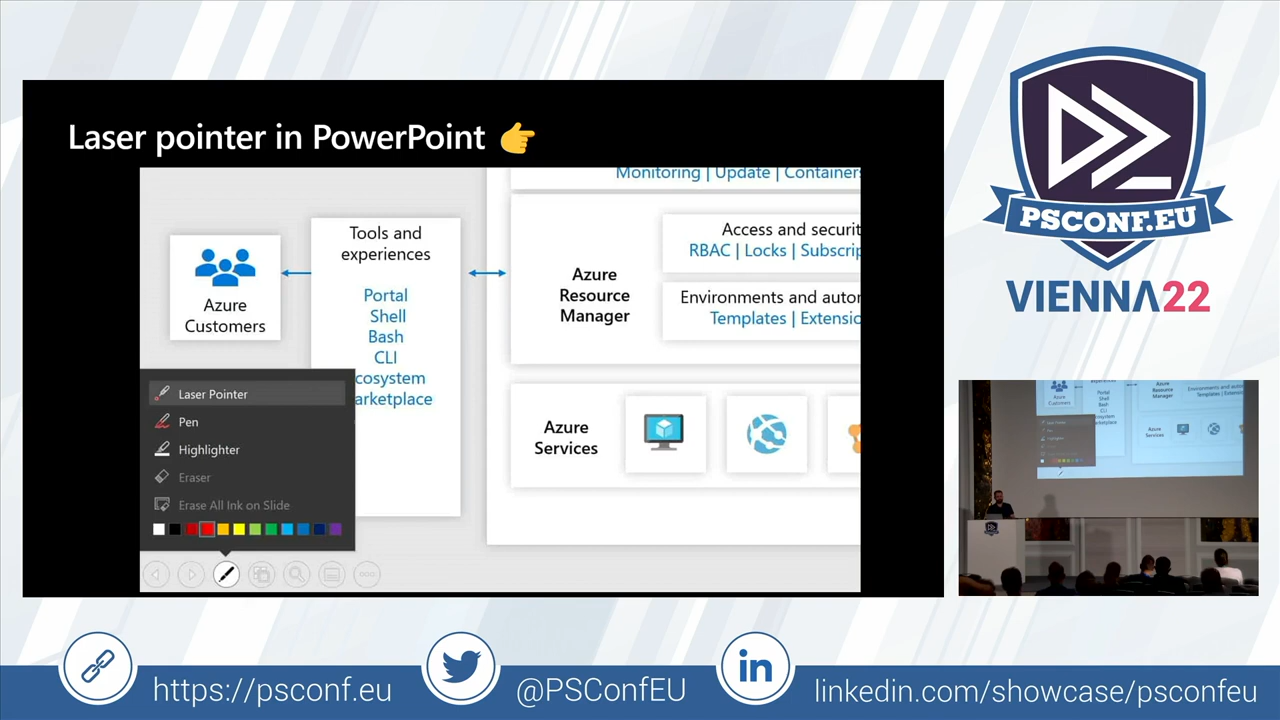 Laser pointer in PowerPoint 👉
Monitoring | Update | Containers
Azure
Customers
Tools and
experiences
Portal
Shell
Bash
CLI
cosystem
arketplace
Azure
Resource
Manager
Access and securit
RBAC | Locks | Subscrip
Environments and auto
Templates | Extensio
Azure
Services
Laser Pointer
Pen
Highlighter
Eraser
Erase All Ink on Slide
PSCONF.EU
VIENNA22
https://psconf.eu
@PSConfEU
linkedin.com/showcase/psconfeu